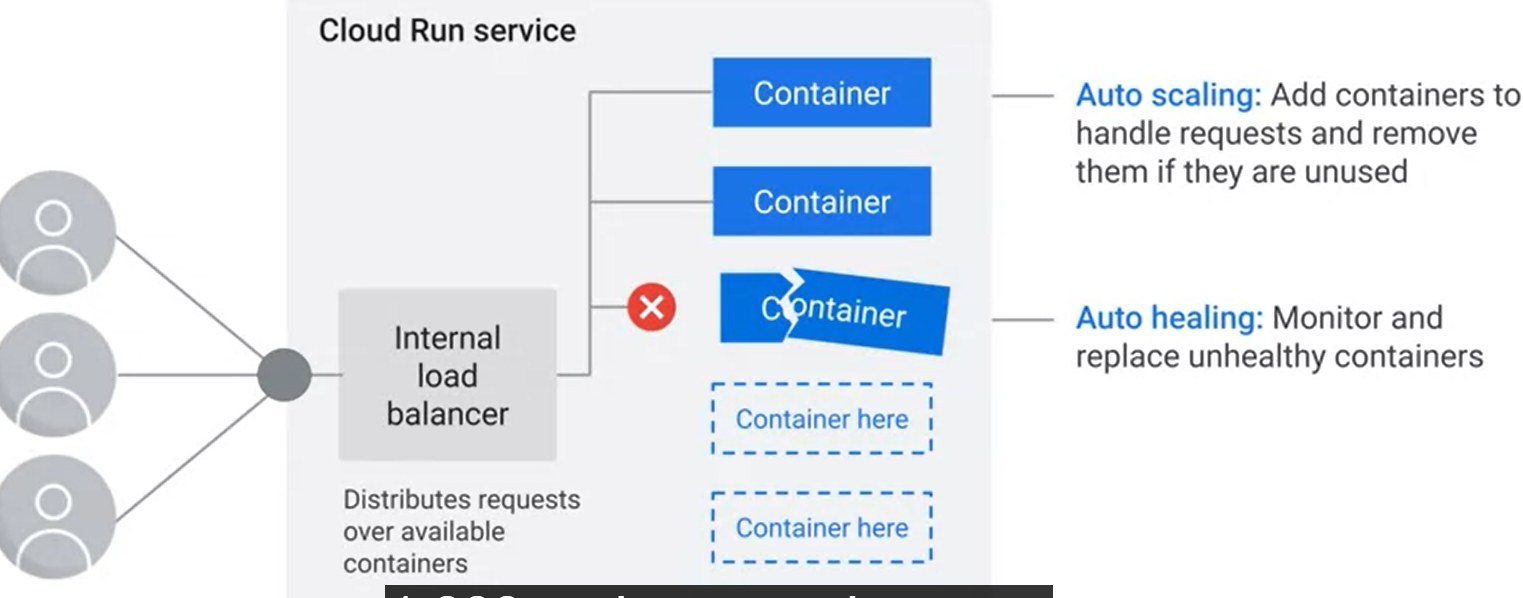 Cloud Run service
Container
Container
Container
Container here
Container here
Internal
load
balancer
Distributes requests
over available
containers
Auto scaling: Add containers to
handle requests and remove
them if they are unused
Auto healing: Monitor and
replace unhealthy containers